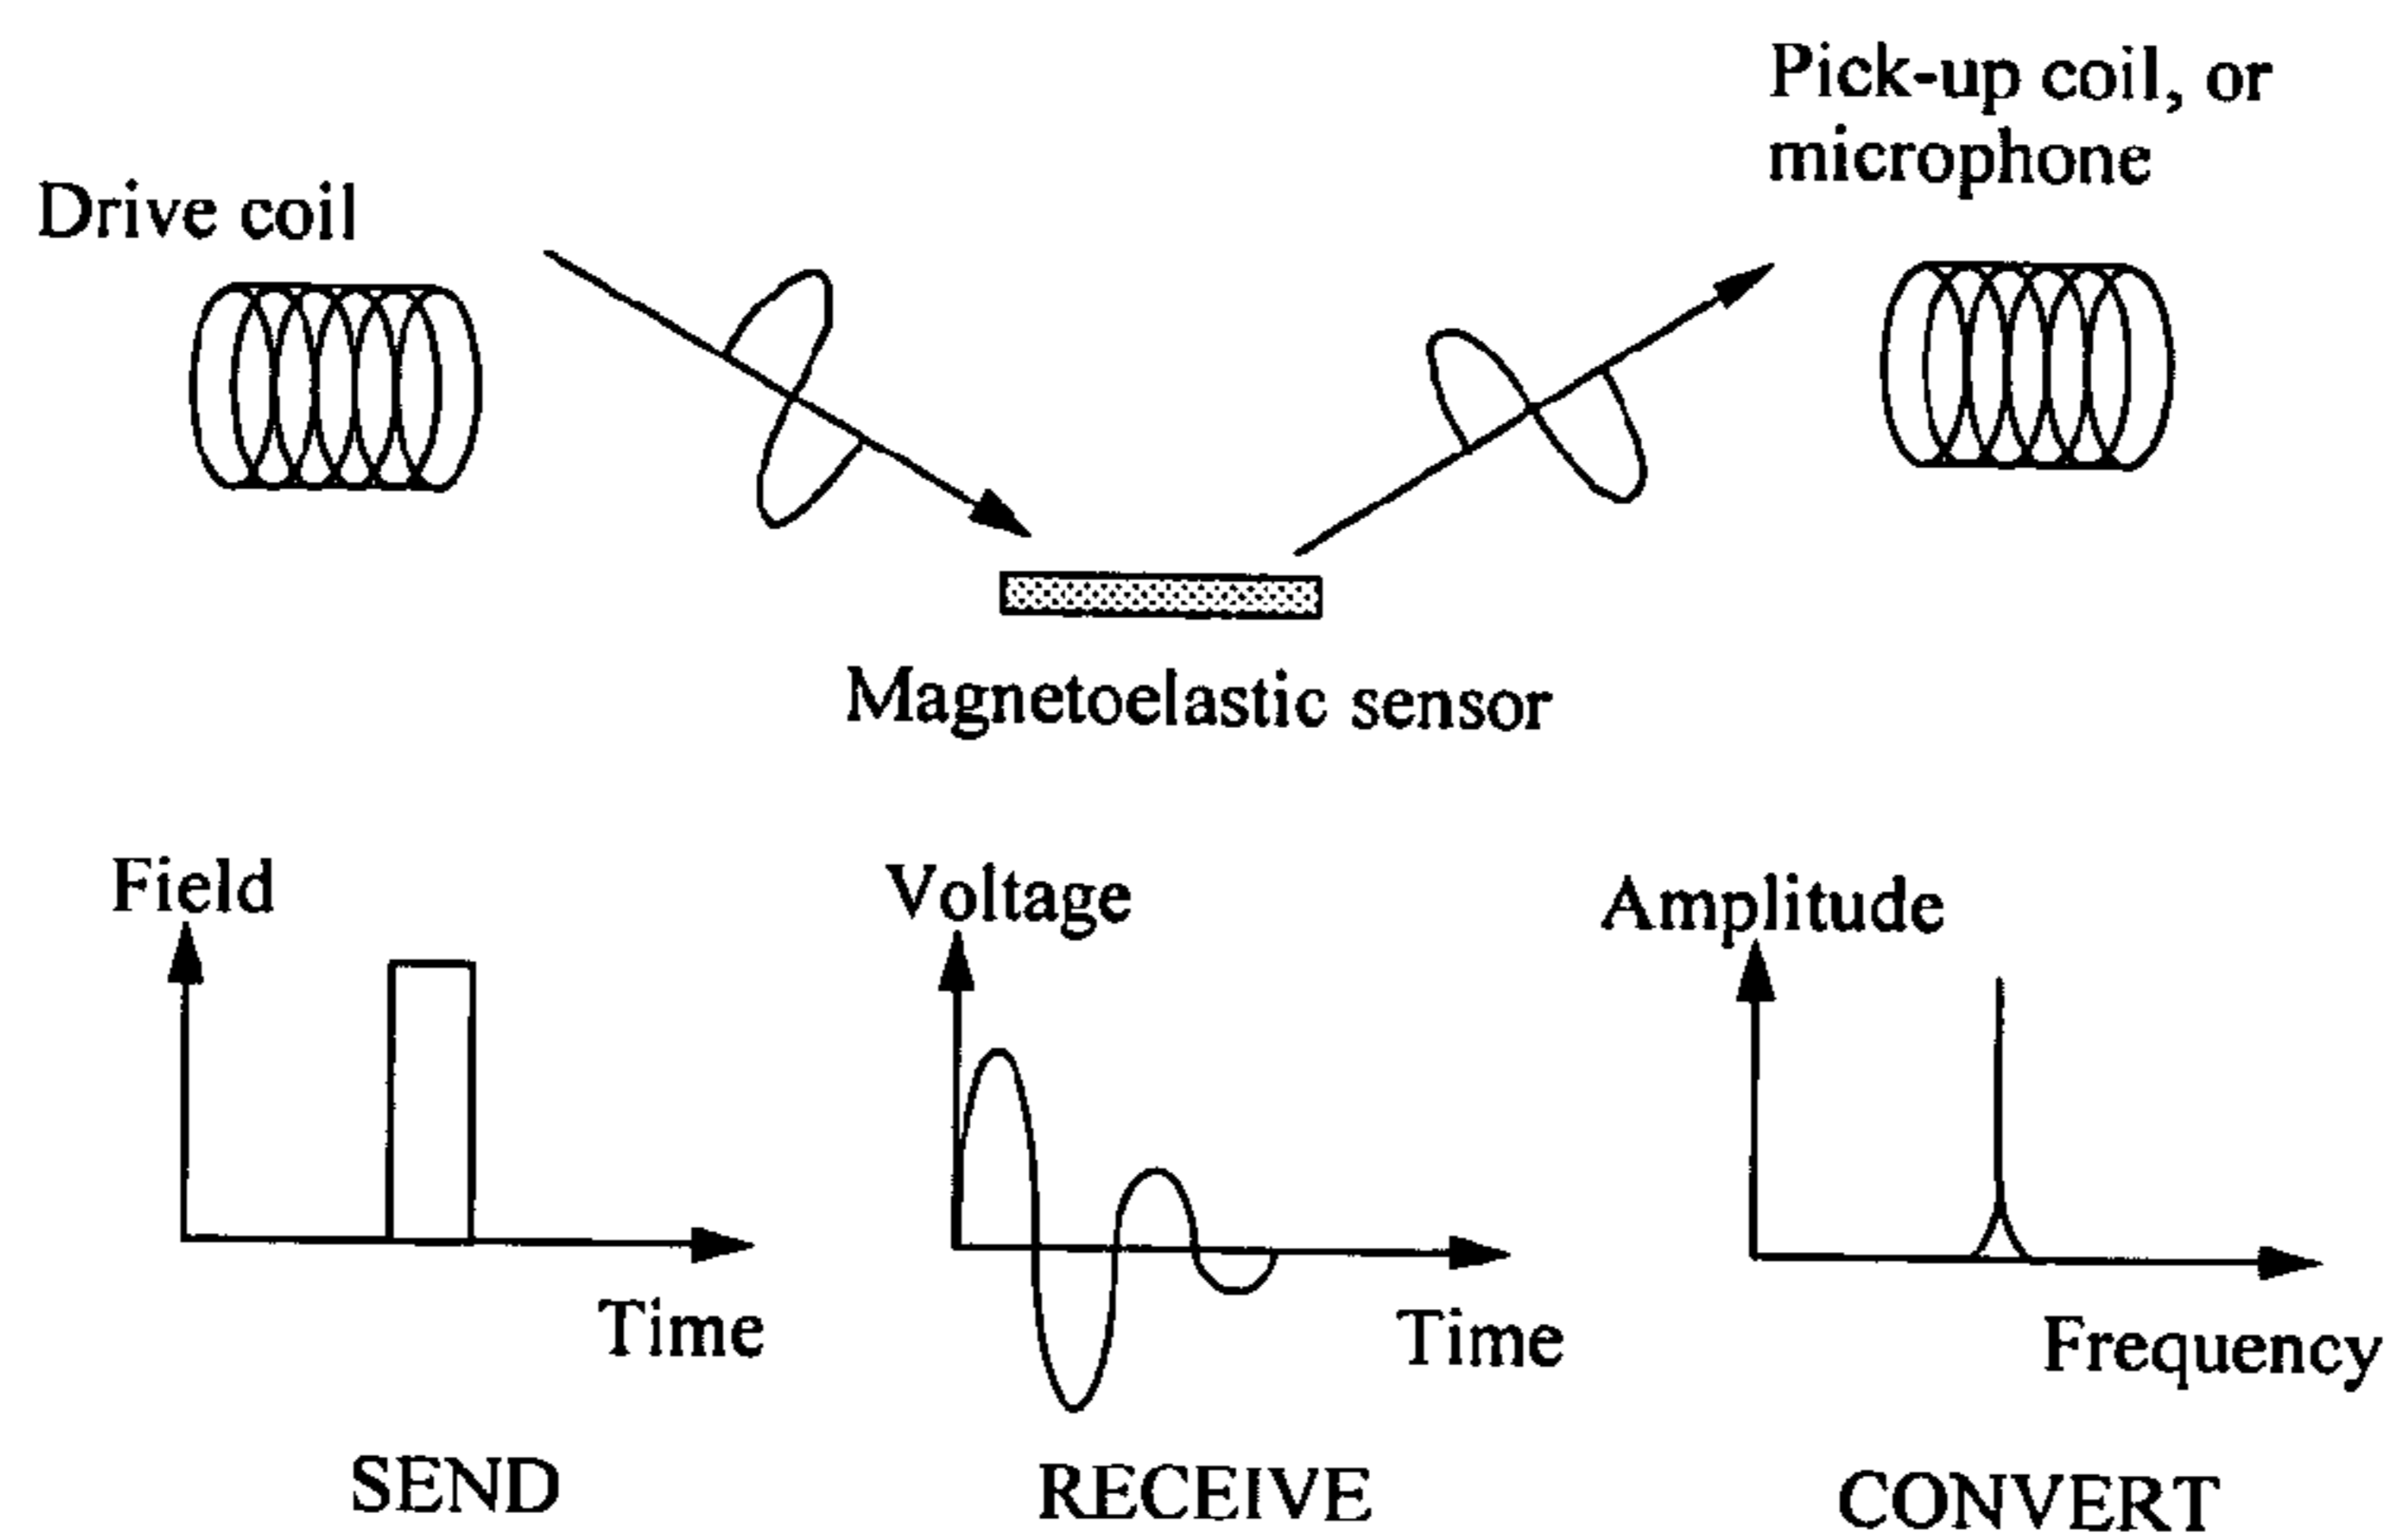 Pick-up coil, or
microphone
Drive coil
Magnetoelastic sensor
Field
Voltage
Amplitude
Time
Time
Frequency
SEND
RECEIVE
CONVERT